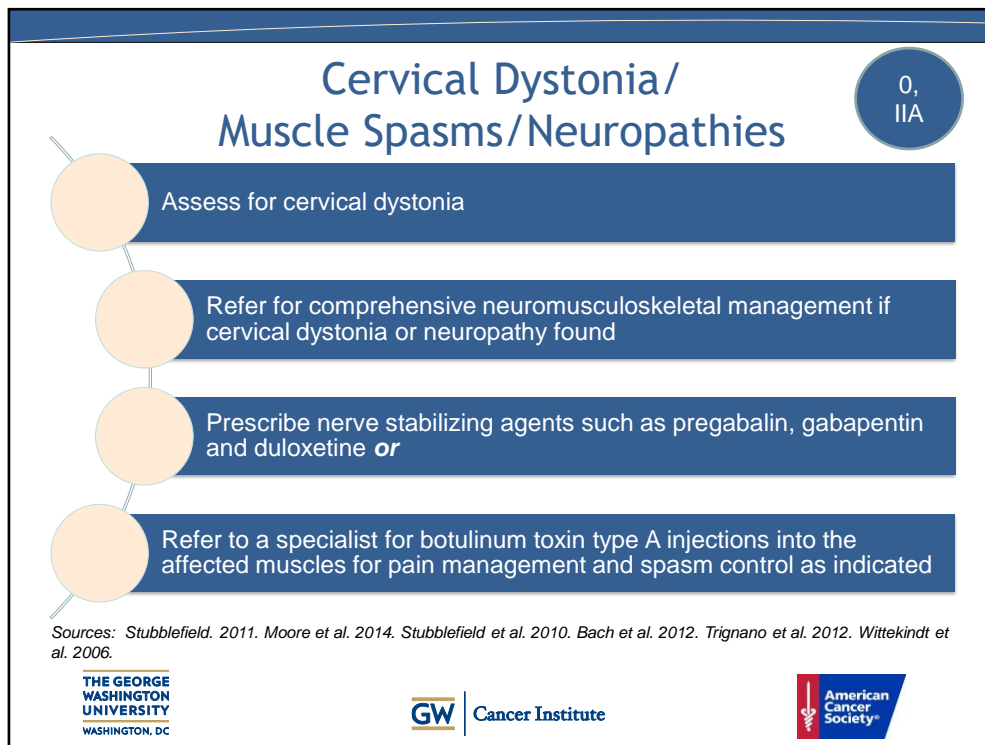 Cervical Dystonia/
Muscle Spasms/Neuropathies
0,
IIA
Assess for cervical dystonia
Refer for comprehensive neuromusculoskeletal management if
cervical dystonia or neuropathy found
Prescribe nerve stabilizing agents such as pregabalin, gabapentin
and duloxetine or
Refer to a specialist for botulinum toxin type A injections into the
affected muscles for pain management and spasm control as indicated
Sources: Stubblefield. 2011. Moore et al. 2014. Stubblefield et al. 2010. Bach et al. 2012. Trignano et al. 2012. Wittekindt et
al. 2006.
THE GEORGE
WASHINGTON
UNIVERSITY
WASHINGTON, DC
GW Cancer Institute
American
Cancer
Society®